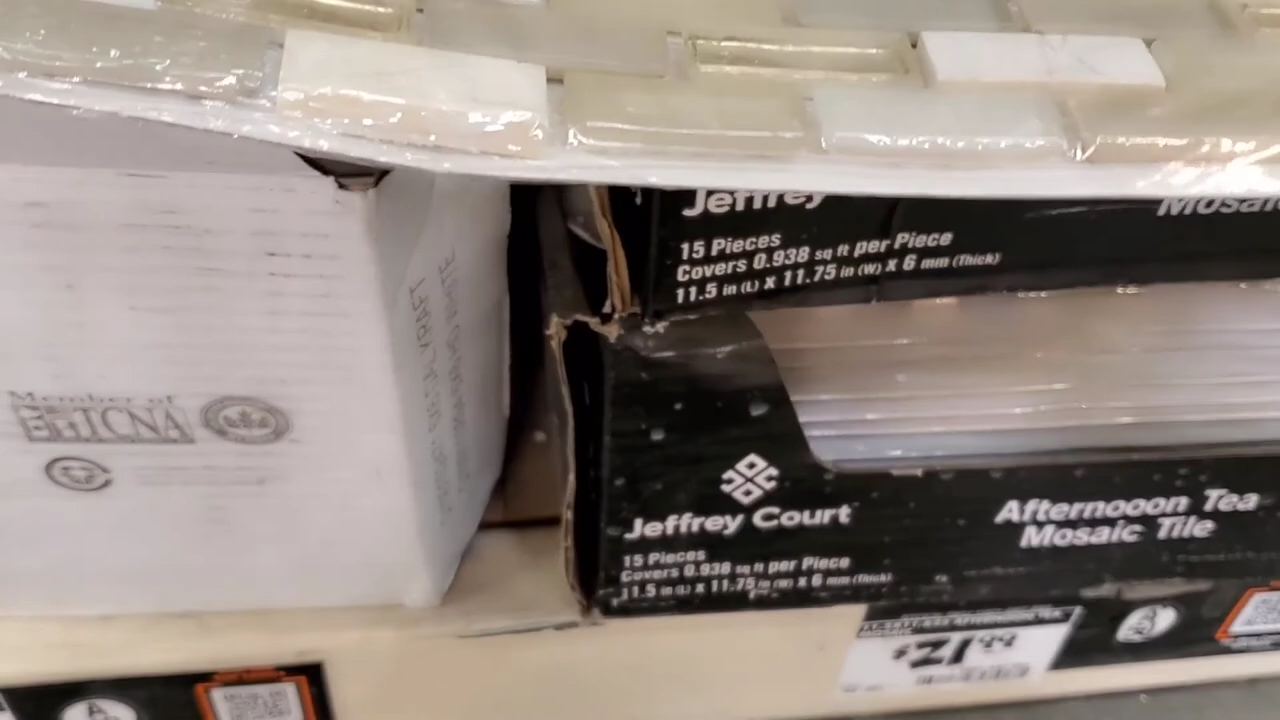 Jeffrey
Mosaic
15 Pieces
Covers 0.938 sq ft per Piece
11.5 in (L) x 11.75 in (W) x 6 mm (Thick)
Member of
TCNA
Jeffrey Court
Afternooon Tea
Mosaic Tile
15 Pieces
Covers 0.938 sq ft per Piece
11.5 in (L) x 11.75 in (W) x 6 mm (Thick)
$21.99